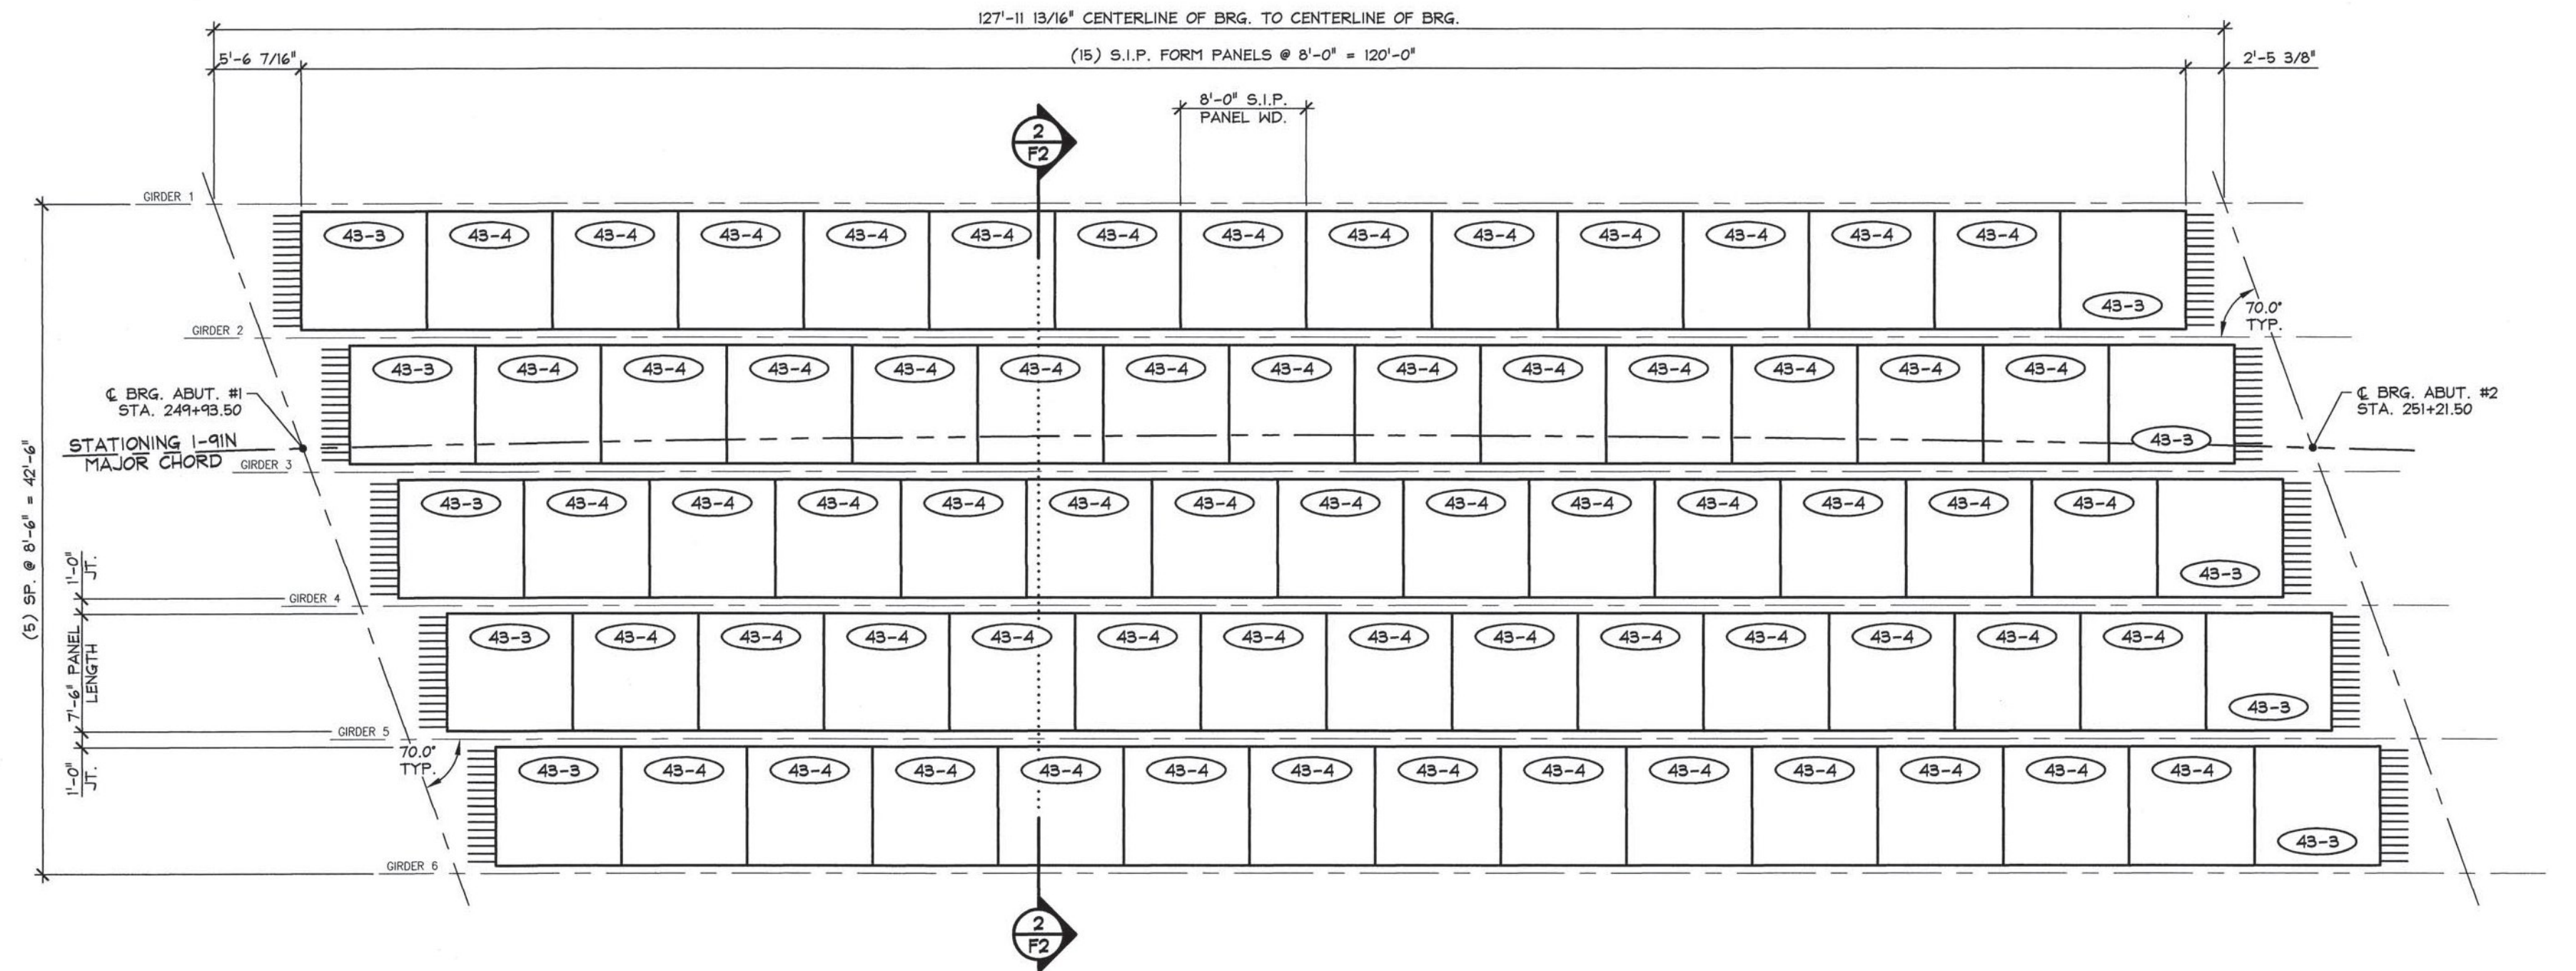 127'-11 13/16" CENTERLINE OF BRG. TO CENTERLINE OF BRG.
5'-6 7/16"
(15) S.I.P. FORM PANELS @ 8'-0" = 120'-0"
2'-5 3/8"
8'-0" S.I.P.
PANEL WD.
2
F2
GIRDER 1
43-3 43-4 43-4 43-4 43-4 43-4 43-4 43-4 43-4 43-4 43-4 43-4 43-4 43-4
43-3
70.0°
TYP.
GIRDER 2
43-3 43-4 43-4 43-4 43-4 43-4 43-4 43-4 43-4 43-4 43-4 43-4 43-4 43-4
43-3
℄ BRG. ABUT. #1
STA. 249+93.50
℄ BRG. ABUT. #2
STA. 251+21.50
STATIONING I-91N
MAJOR CHORD
GIRDER 3
43-3 43-4 43-4 43-4 43-4 43-4 43-4 43-4 43-4 43-4 43-4 43-4 43-4 43-4
43-3
(5) SP. @ 8'-6" = 42'-6"
1'-0"
JT.
GIRDER 4
43-3 43-4 43-4 43-4 43-4 43-4 43-4 43-4 43-4 43-4 43-4 43-4 43-4 43-4
43-3
7'-6" PANEL
LENGTH
GIRDER 5
70.0°
TYP.
1'-0"
JT.
43-3 43-4 43-4 43-4 43-4 43-4 43-4 43-4 43-4 43-4 43-4 43-4 43-4 43-4
43-3
GIRDER 6
2
F2